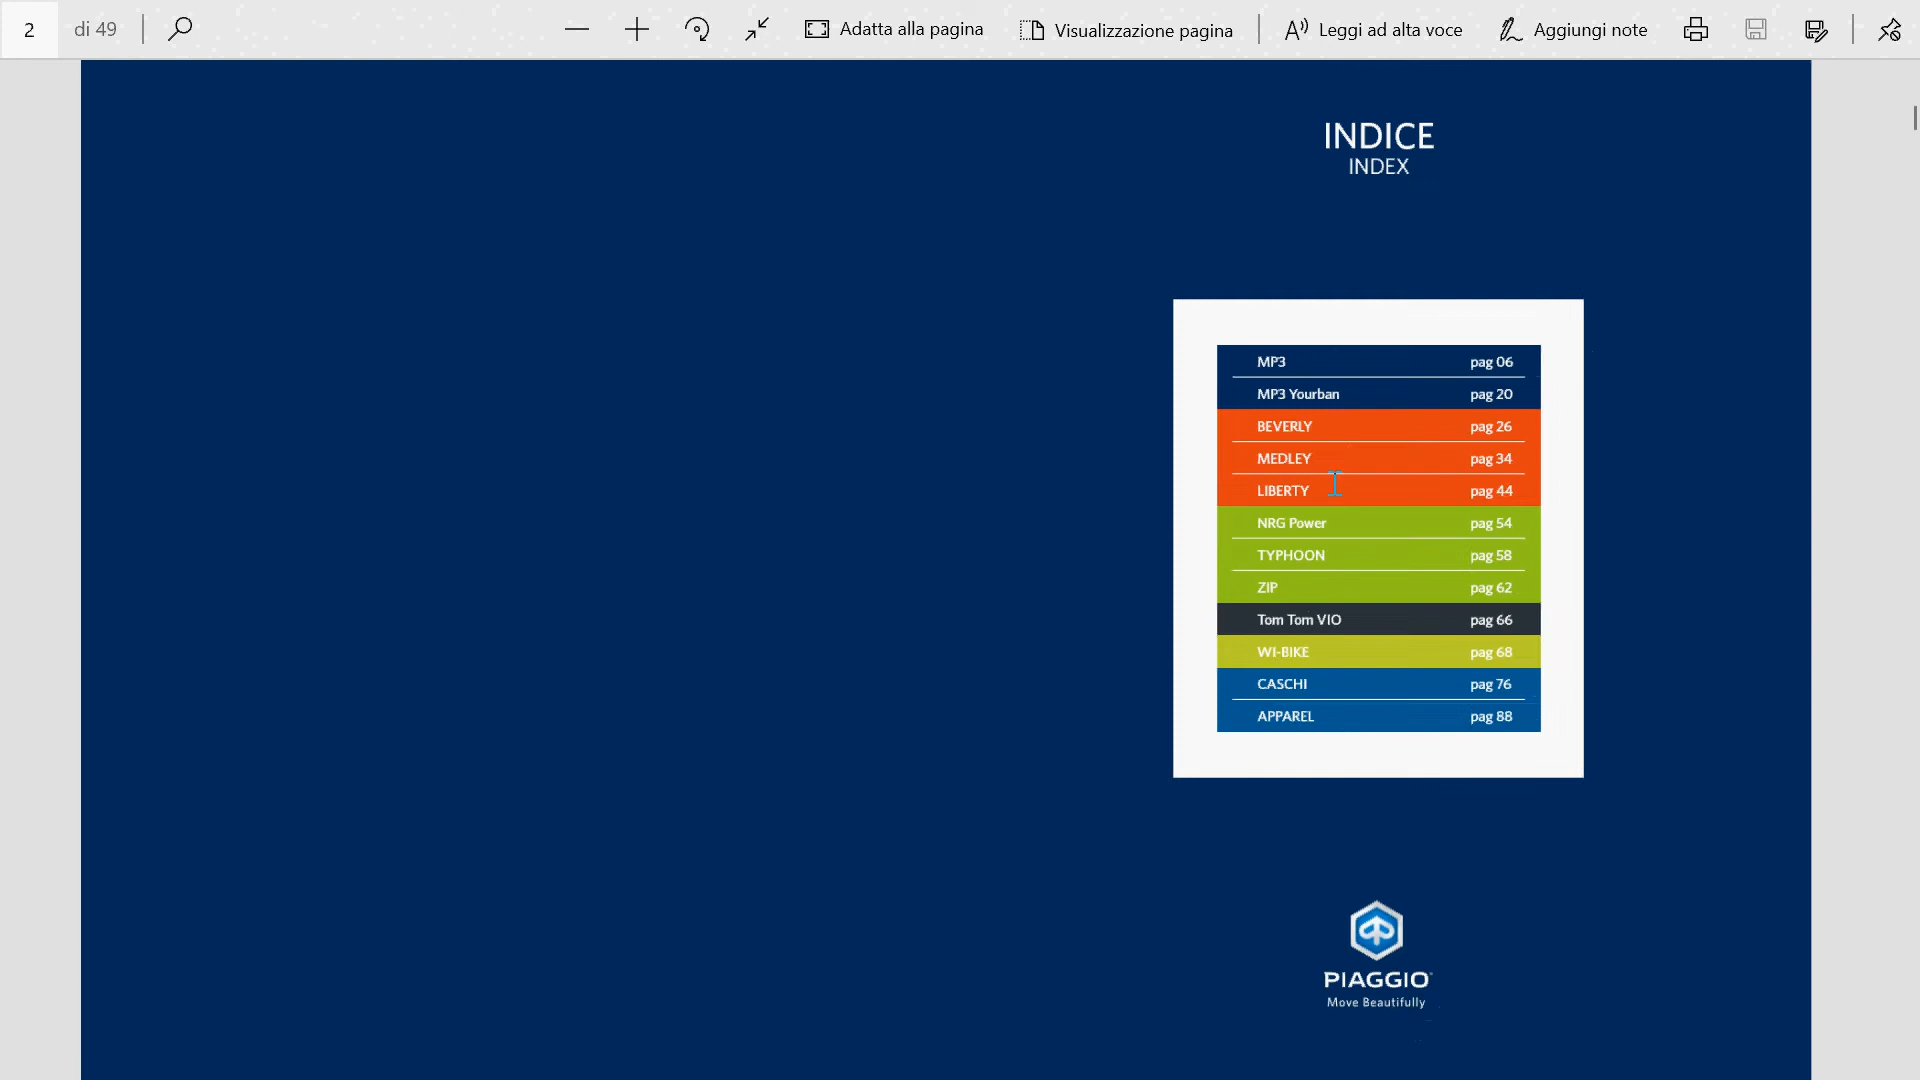 2 di 49 Adatta alla pagina Visualizzazione pagina Leggi ad alta voce Aggiungi note
INDICE
INDEX
MP3 pag 06
MP3 Yourban pag 20
BEVERLY pag 26
MEDLEY pag 34
LIBERTY pag 44
NRG Power pag 54
TYPHOON pag 58
ZIP pag 62
Tom Tom VIO pag 66
WI-BIKE pag 68
CASCHI pag 76
APPAREL pag 88
PIAGGIO®
Move Beautifully